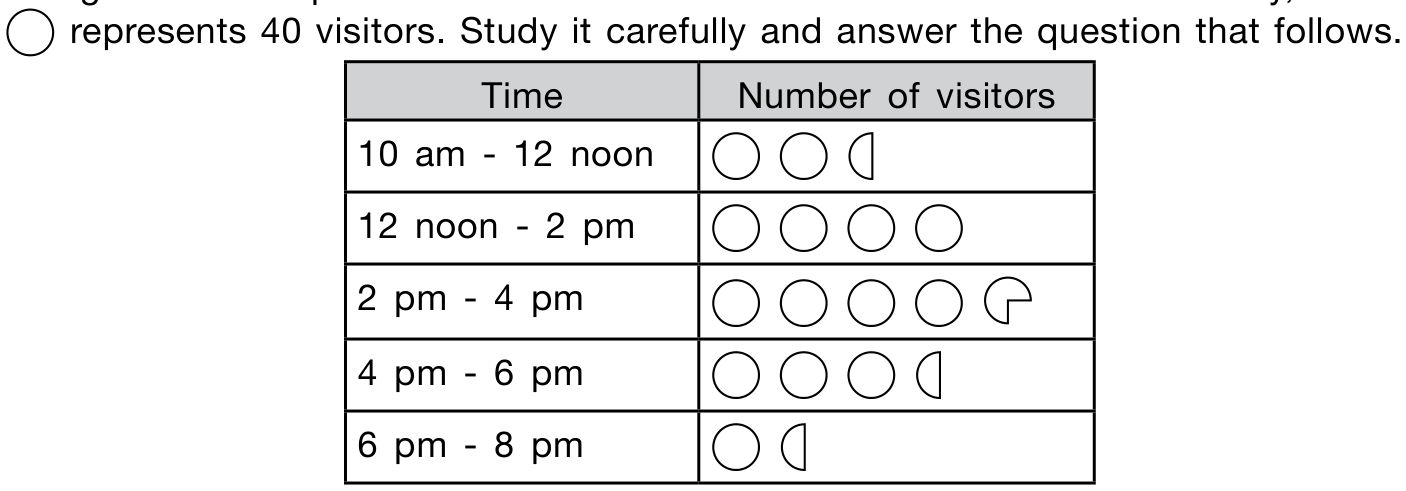 represents 40 visitors. Study it carefully and answer the question that follows.
Time Number of visitors
10 am - 12 noon
12 noon - 2 pm
2 pm - 4 pm
4 pm - 6 pm
6 pm - 8 pm